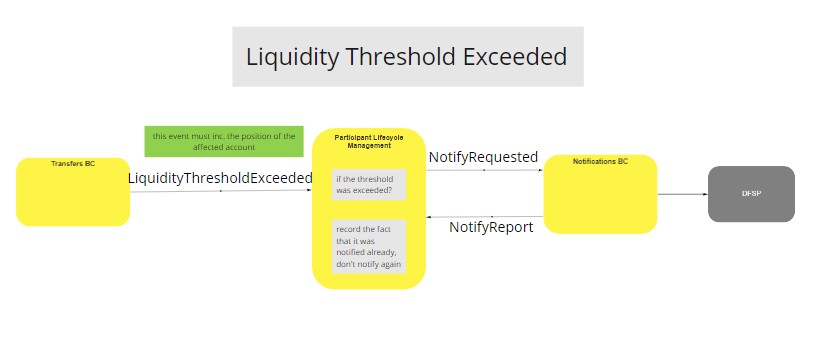 Liquidity Threshold Exceeded
this event must inc. the position of the
affected account
Transfers BC
LiquidityThresholdExceeded
Participant Lifecycle
Management
if the threshold
was exceeded?
record the fact
that it was
notified already,
don't notify again
NotifyRequested
NotifyReport
Notifications BC
DFSP